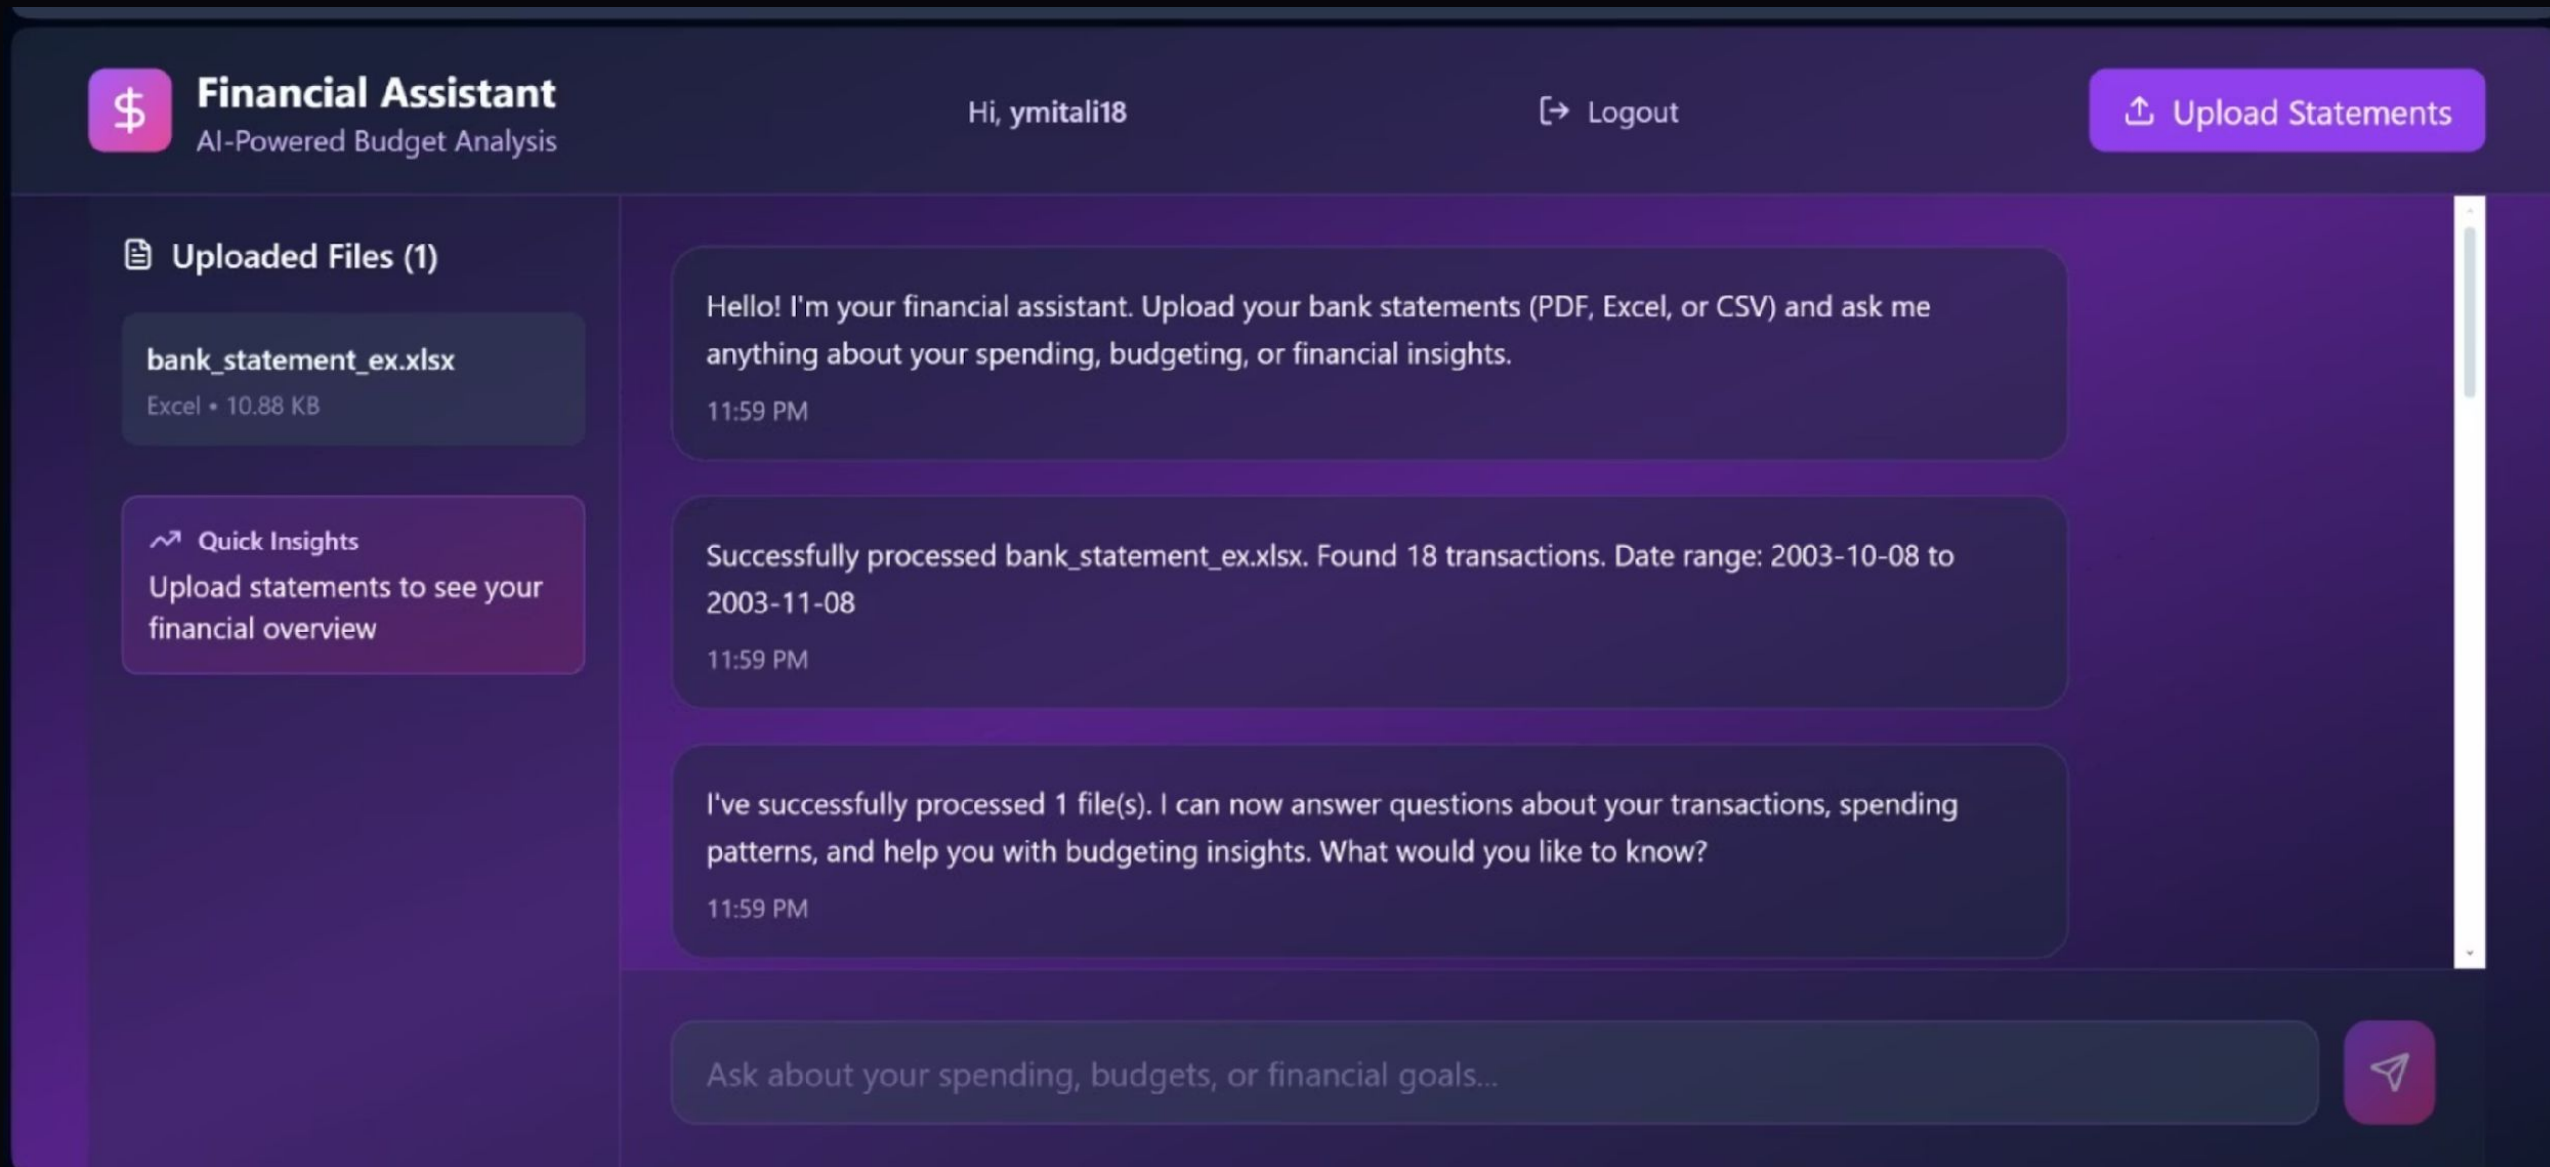 Financial Assistant
AI-Powered Budget Analysis
Hi, ymitali18
Logout
Upload Statements
Uploaded Files (1)
bank_statement_ex.xlsx
Excel • 10.88 KB
Quick Insights
Upload statements to see your
financial overview
Hello! I'm your financial assistant. Upload your bank statements (PDF, Excel, or CSV) and ask me
anything about your spending, budgeting, or financial insights.
11:59 PM
Successfully processed bank_statement_ex.xlsx. Found 18 transactions. Date range: 2003-10-08 to
2003-11-08
11:59 PM
I've successfully processed 1 file(s). I can now answer questions about your transactions, spending
patterns, and help you with budgeting insights. What would you like to know?
11:59 PM
Ask about your spending, budgets, or financial goals...